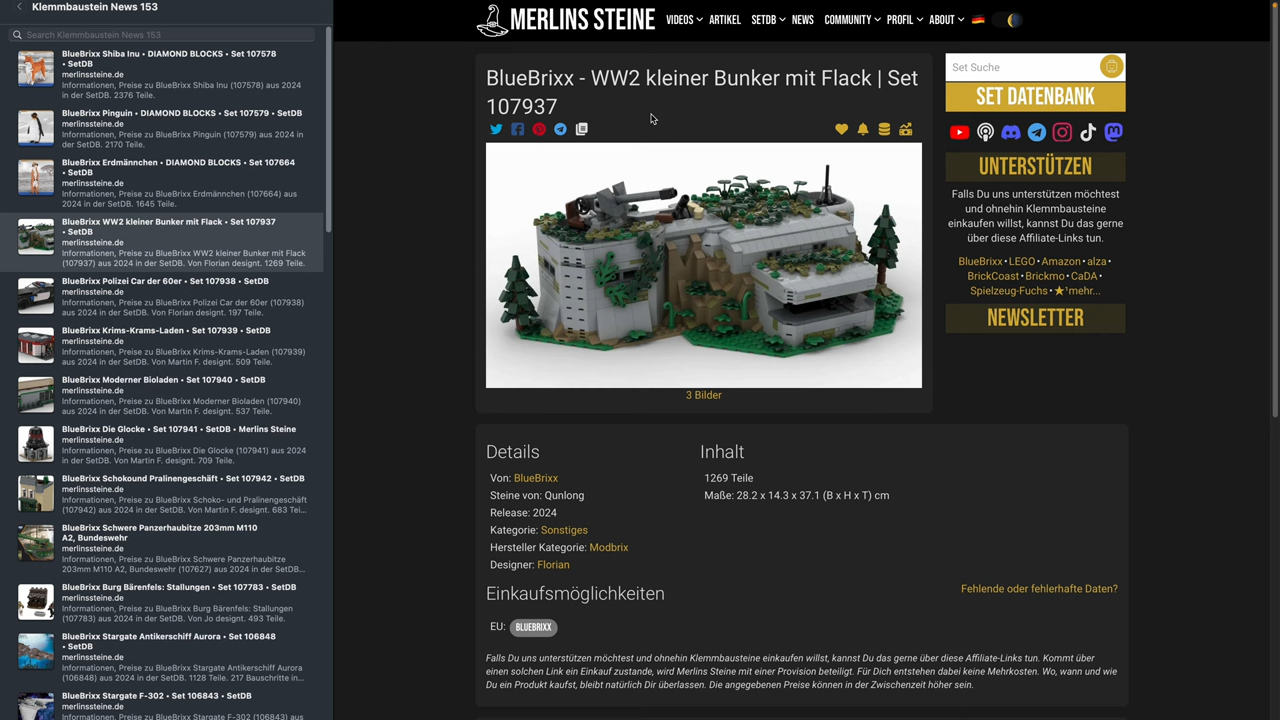 Klemmbaustein News 153
Search Klemmbaustein News 153
BlueBrixx Shiba Inu • DIAMOND BLOCKS • Set 107578
• SetDB
merlinssteine.de
Informationen, Preise zu BlueBrixx Shiba Inu (107578) aus
2024 in der SetDB. 2376 Teile.
BlueBrixx Pinguin • DIAMOND BLOCKS • Set 107579 • SetDB
merlinssteine.de
Informationen, Preise zu BlueBrixx Pinguin (107579) aus 2024 in
der SetDB. 2170 Teile.
BlueBrixx Erdmännchen • DIAMOND BLOCKS • Set 107664
• SetDB
merlinssteine.de
Informationen, Preise zu BlueBrixx Erdmännchen (107664) aus
2024 in der SetDB. 1645 Teile.
BlueBrixx WW2 kleiner Bunker mit Flack • Set 107937
• SetDB
merlinssteine.de
Informationen, Preise zu BlueBrixx WW2 kleiner Bunker mit Flack
(107937) aus 2024 in der SetDB. Von Florian designt. 1269 Teile.
BlueBrixx Polizei Car der 60er • Set 107938 • SetDB
merlinssteine.de
Informationen, Preise zu BlueBrixx Polizei Car der 60er (107938)
aus 2024 in der SetDB. Von Florian designt. 197 Teile.
BlueBrixx Krims-Krams-Laden • Set 107939 • SetDB
merlinssteine.de
Informationen, Preise zu BlueBrixx Krims-Krams-Laden (107939)
aus 2024 in der SetDB. Von Martin F. designt. 509 Teile.
BlueBrixx Moderner Bioladen • Set 107940 • SetDB
merlinssteine.de
Informationen, Preise zu BlueBrixx Moderner Bioladen (107940)
aus 2024 in der SetDB. Von Martin F. designt. 537 Teile.
BlueBrixx Die Glocke • Set 107941 • SetDB • Merlins Steine
merlinssteine.de
Informationen, Preise zu BlueBrixx Die Glocke (107941) aus 2024
in der SetDB. Von Martin F. designt. 709 Teile.
BlueBrixx Schokound Pralinengeschäft • Set 107942 • SetDB
merlinssteine.de
Informationen, Preise zu BlueBrixx Schoko- und Pralinengeschäft
(107942) aus 2024 in der SetDB. Von Martin F. designt. 683 Tei...
BlueBrixx Schwere Panzerhaubitze 203mm M110
A2, Bundeswehr
merlinssteine.de
Informationen, Preise zu BlueBrixx Schwere Panzerhaubitze
203mm M110 A2, Bundeswehr (107627) aus 2024 in der SetDB...
BlueBrixx Burg Bärenfels: Stallungen • Set 107783 • SetDB
merlinssteine.de
Informationen, Preise zu BlueBrixx Burg Bärenfels: Stallungen
(107783) aus 2024 in der SetDB. Von Jo designt. 493 Teile.
BlueBrixx Stargate Antikerschiff Aurora • Set 106848
• SetDB
merlinssteine.de
Informationen, Preise zu BlueBrixx Stargate Antikerschiff Aurora
(106848) aus 2024 in der SetDB. 1128 Teile. 217 Bauschritte in...
BlueBrixx Stargate F-302 • Set 106843 • SetDB
merlinssteine.de
Informationen, Preise zu BlueBrixx Stargate F-302 (106843) aus
MERLINS STEINE
VIDEOS ARTIKEL SETDB NEWS COMMUNITY PROFIL ABOUT
BlueBrixx - WW2 kleiner Bunker mit Flack | Set
107937
3 Bilder
Details
Von: BlueBrixx
Steine von: Qunlong
Release: 2024
Kategorie: Sonstiges
Hersteller Kategorie: Modbrix
Designer: Florian
Inhalt
1269 Teile
Maße: 28.2 x 14.3 x 37.1 (B x H x T) cm
Einkaufsmöglichkeiten
Fehlende oder fehlerhafte Daten?
EU: BLUEBRIXX
Falls Du uns unterstützen möchtest und ohnehin Klemmbausteine einkaufen willst, kannst Du das gerne über diese Affiliate-Links tun. Kommt über
einen solchen Link ein Einkauf zustande, wird Merlins Steine mit einer Provision beteiligt. Für Dich entstehen dabei keine Mehrkosten. Wo, wann und wie
Du ein Produkt kaufst, bleibt natürlich Dir überlassen. Die angegebenen Preise können in der Zwischenzeit höher sein.
Set Suche
SET DATENBANK
UNTERSTÜTZEN
Falls Du uns unterstützen möchtest
und ohnehin Klemmbausteine
einkaufen willst, kannst Du das gerne
über diese Affiliate-Links tun.
BlueBrixx • LEGO • Amazon • alza •
BrickCoast • Brickmo • CaDA •
Spielzeug-Fuchs • ★¹mehr...
NEWSLETTER